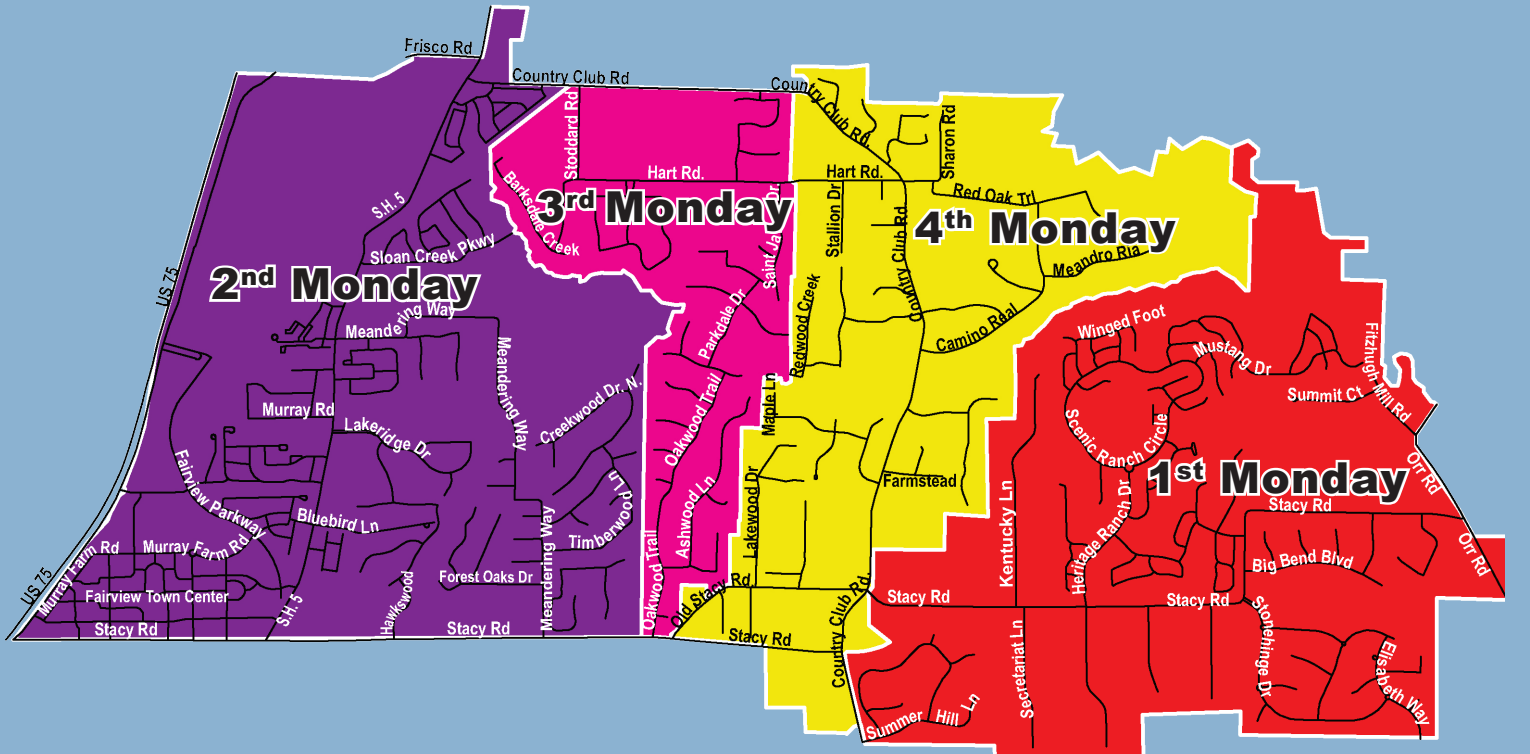 Frisco Rd
Country Club Rd
Country Club Rd.
Stoddard Rd
Sharon Rd
Hart Rd.
Hart Rd.
Barksdale Creek
3rd Monday
Red Oak Trl
S.H. 5
Stallion Dr
Country Club Rd
4th Monday
Sloan Creek Pkwy
Meandro Ria
US 75
2nd Monday
Redwood Creek
Meandering Way
Parkdale Dr
Camino Real
Winged Foot
Meandering Way
Mustang Dr
Fitzhugh Mill Rd
Summit Ct
Murray Rd
Creekwood Dr. N.
Oakwood Trail
Maple Ln
Lakeridge Dr
Scenic Ranch Circle
1st Monday
Orr Rd
Fairview Parkway
Timberwood Ln
Ashwood Ln
Lakewood Dr
Farmstead
Kentucky Ln
Heritage Ranch Dr
Stacy Rd
Bluebird Ln
Meandering Way
Murray Farm Rd
Murray Farm Rd
Big Bend Blvd
Orr Rd
US 75
Forest Oaks Dr
Oakwood Trail
Old Stacy Rd
Country Club Rd
Stacy Rd
Stacy Rd
Fairview Town Center
S.H. 5
Hawkswood
Stacy Rd
Stacy Rd
Stacy Rd
Secretariat Ln
Stonehinge Dr
Elisabeth Way
Summer Hill Ln